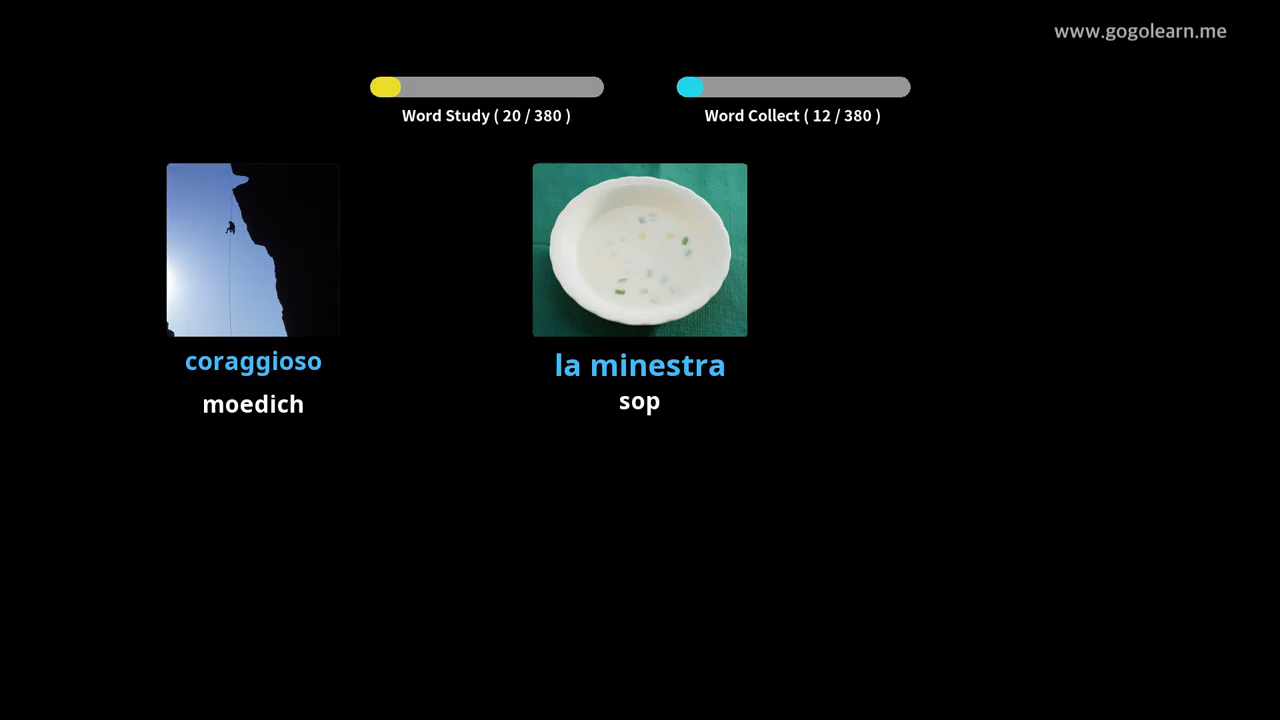 www.gogolearn.me
Word Study ( 20 / 380 )
Word Collect ( 12 / 380 )
coraggioso
moedich
la minestra
sop